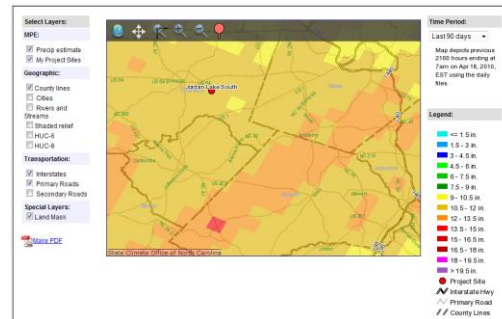 Select Layers:
MPE:
Precip estimate
My Project Sites
Geographic:
County lines
Cities
Rivers and
Streams
Shaded relief
HUC-6
HUC-8
Transportation:
Interstates
Primary Roads
Secondary Roads
Special Layers:
Land Mask
Make PDF
Jordan Lake South
State Climate Office of North Carolina
Time Period:
Last 90 days
Map depicts previous
2160 hours ending at
7am on Apr 16, 2010,
EST using the daily
files.
Legend:
<= 1.5 in.
1.5 - 3 in.
3 - 4.5 in.
4.5 - 6 in.
6 - 7.5 in.
7.5 - 9 in.
9 - 10.5 in.
10.5 - 12 in.
12 - 13.5 in.
13.5 - 15 in.
15 - 16.5 in.
16.5 - 18 in.
18 - 19.5 in.
> 19.5 in.
Project Site
Interstate Hwy
Primary Road
County Lines